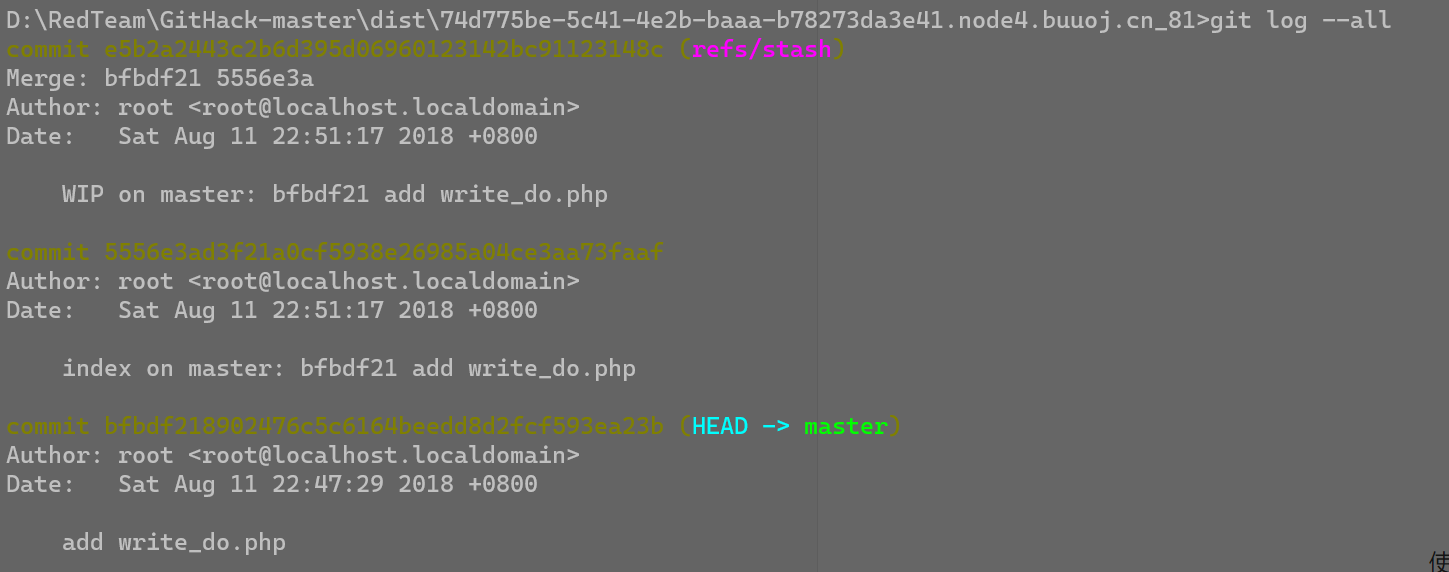 D:\RedTeam\GitHack-master\dist\74d775be-5c41-4e2b-baaa-b78273da3e41.node4.buuoj.cn_81>git log --all
commit e5b2a2443c2b6d395d06960123142bc91123148c (refs/stash)
Merge: bfbdf21 5556e3a
Author: root <root@localhost.localdomain>
Date:   Sat Aug 11 22:51:17 2018 +0800
    WIP on master: bfbdf21 add write_do.php
commit 5556e3ad3f21a0cf5938e26985a04ce3aa73faaf
Author: root <root@localhost.localdomain>
Date:   Sat Aug 11 22:51:17 2018 +0800
    index on master: bfbdf21 add write_do.php
commit bfbdf218902476c5c6164beedd8d2fcf593ea23b (HEAD -> master)
Author: root <root@localhost.localdomain>
Date:   Sat Aug 11 22:47:29 2018 +0800
    add write_do.php
使